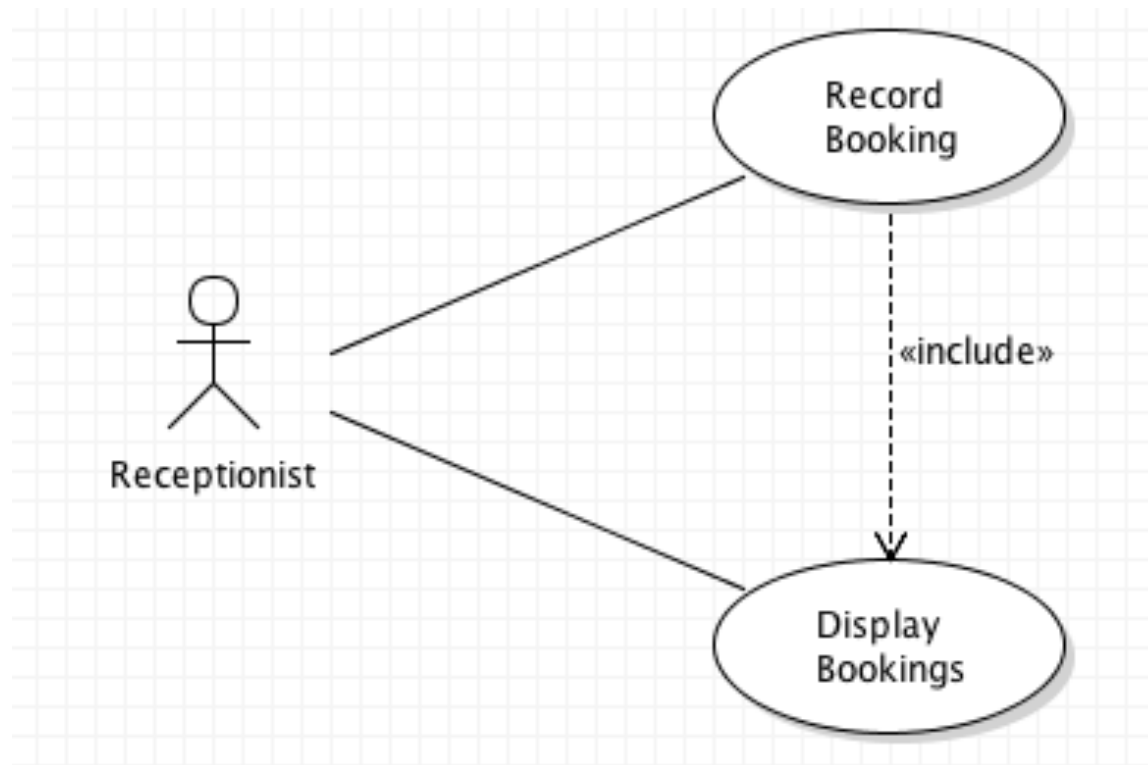 Record
Booking
«include»
Receptionist
Display
Bookings